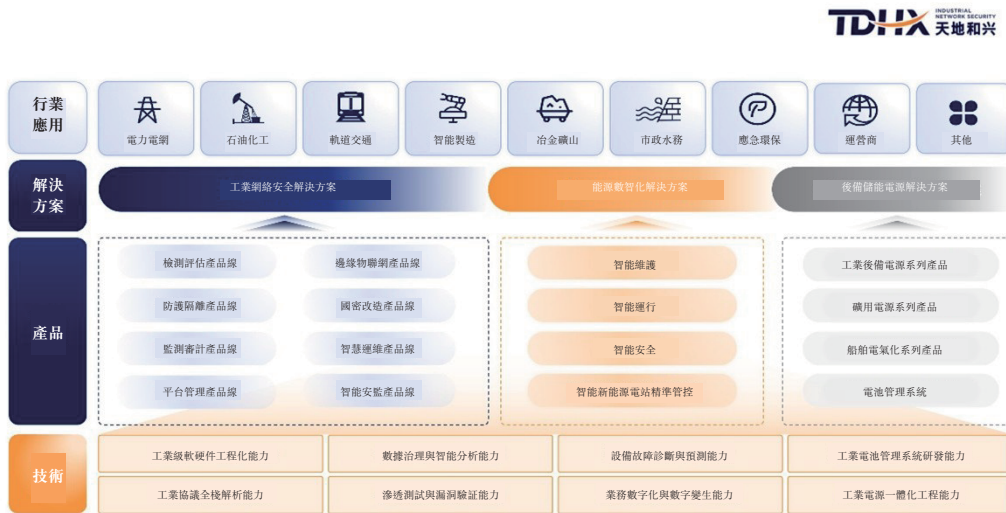 TDHX
INDUSTRIAL
NETWORK SECURITY
天地和兴
行業
應用
電力電網
石油化工
軌道交通
智能製造
冶金礦山
市政水務
應急環保
運營商
其他
解決
方案
工業網絡安全解決方案
能源數智化解決方案
後備儲能電源解決方案
產品
檢測評估產品線
邊緣物聯網產品線
防護隔離產品線
國密改造產品線
監測審計產品線
智慧運維產品線
平台管理產品線
智能安監產品線
智能維護
智能運行
智能安全
智能新能源電站精準管控
工業後備電源系列產品
礦用電源系列產品
船舶電氣化系列產品
電池管理系統
技術
工業級軟硬件工程化能力
數據治理與智能分析能力
設備故障診斷與預測能力
工業電池管理系統研發能力
工業協議全棧解析能力
滲透測試與漏洞驗証能力
業務數字化與數字孿生能力
工業電源一體化工程能力